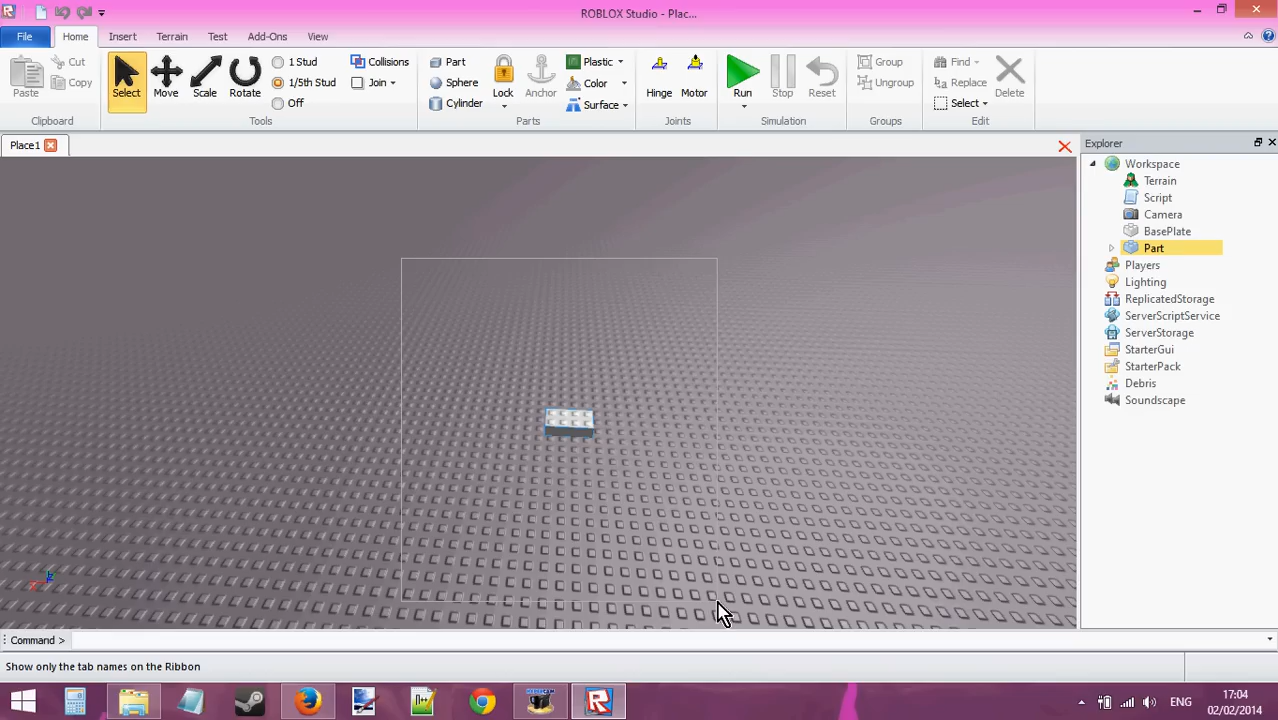 ROBLOX Studio - Plac...
File Home Insert Terrain Test Add-Ons View
Paste Cut Copy Clipboard
Select Move Scale Rotate 1 Stud 1/5th Stud Off Collisions Join Tools
Part Sphere Cylinder Lock Anchor Plastic Color Surface Parts
Hinge Motor Joints
Run Stop Reset Simulation
Group Ungroup Groups
Find Replace Select Delete Edit
Place1
Explorer
Workspace
Terrain
Script
Camera
BasePlate
Part
Players
Lighting
ReplicatedStorage
ServerScriptService
ServerStorage
StarterGui
StarterPack
Debris
Soundscape
Command >
Show only the tab names on the Ribbon
ENG
17:04
02/02/2014